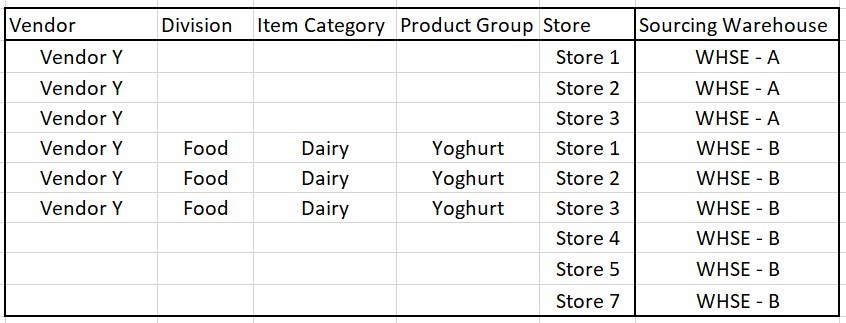 Vendor Division Item Category Product Group Store Sourcing Warehouse
Vendor Y Store 1 WHSE - A
Vendor Y Store 2 WHSE - A
Vendor Y Store 3 WHSE - A
Vendor Y Food Dairy Yoghurt Store 1 WHSE - B
Vendor Y Food Dairy Yoghurt Store 2 WHSE - B
Vendor Y Food Dairy Yoghurt Store 3 WHSE - B
Store 4 WHSE - B
Store 5 WHSE - B
Store 7 WHSE - B